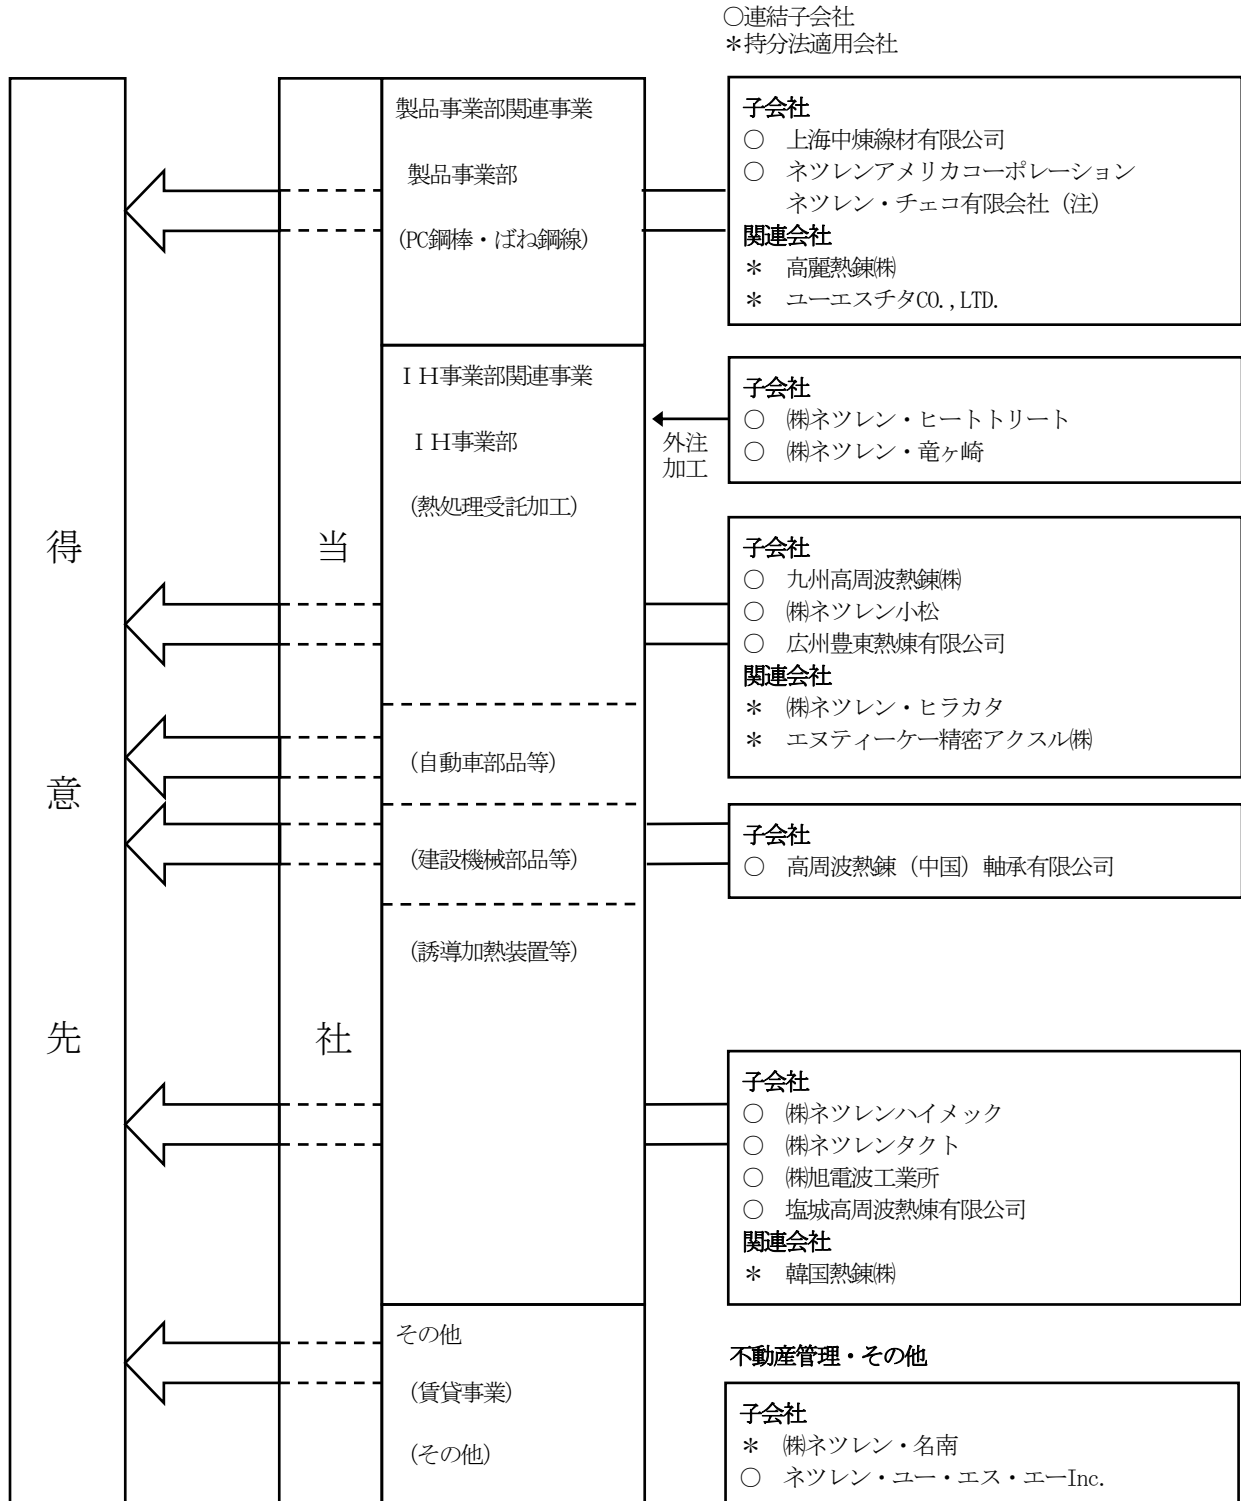 ○連結子会社
＊持分法適用会社
得意先
当社
製品事業部関連事業
製品事業部
(PC鋼棒・ばね鋼線)
子会社
○ 上海中煉線材有限公司
○ ネツレンアメリカコーポレーション
ネツレン・チェコ有限会社（注）
関連会社
＊ 高麗熱錬㈱
＊ ユーエスチタCO.,LTD.
ＩＨ事業部関連事業
ＩＨ事業部
(熱処理受託加工)
外注
加工
子会社
○ ㈱ネツレン・ヒートトリート
○ ㈱ネツレン・竜ヶ崎
子会社
○ 九州高周波熱錬㈱
○ ㈱ネツレン小松
○ 広州豊東熱煉有限公司
関連会社
＊ ㈱ネツレン・ヒラカタ
＊ エヌティーケー精密アクスル㈱
(自動車部品等)
(建設機械部品等)
子会社
○ 高周波熱錬（中国）軸承有限公司
(誘導加熱装置等)
子会社
○ ㈱ネツレンハイメック
○ ㈱ネツレンタクト
○ ㈱旭電波工業所
○ 塩城高周波熱煉有限公司
関連会社
＊ 韓国熱錬㈱
その他
(賃貸事業)
(その他)
不動産管理・その他
子会社
＊ ㈱ネツレン・名南
○ ネツレン・ユー・エス・エーInc.